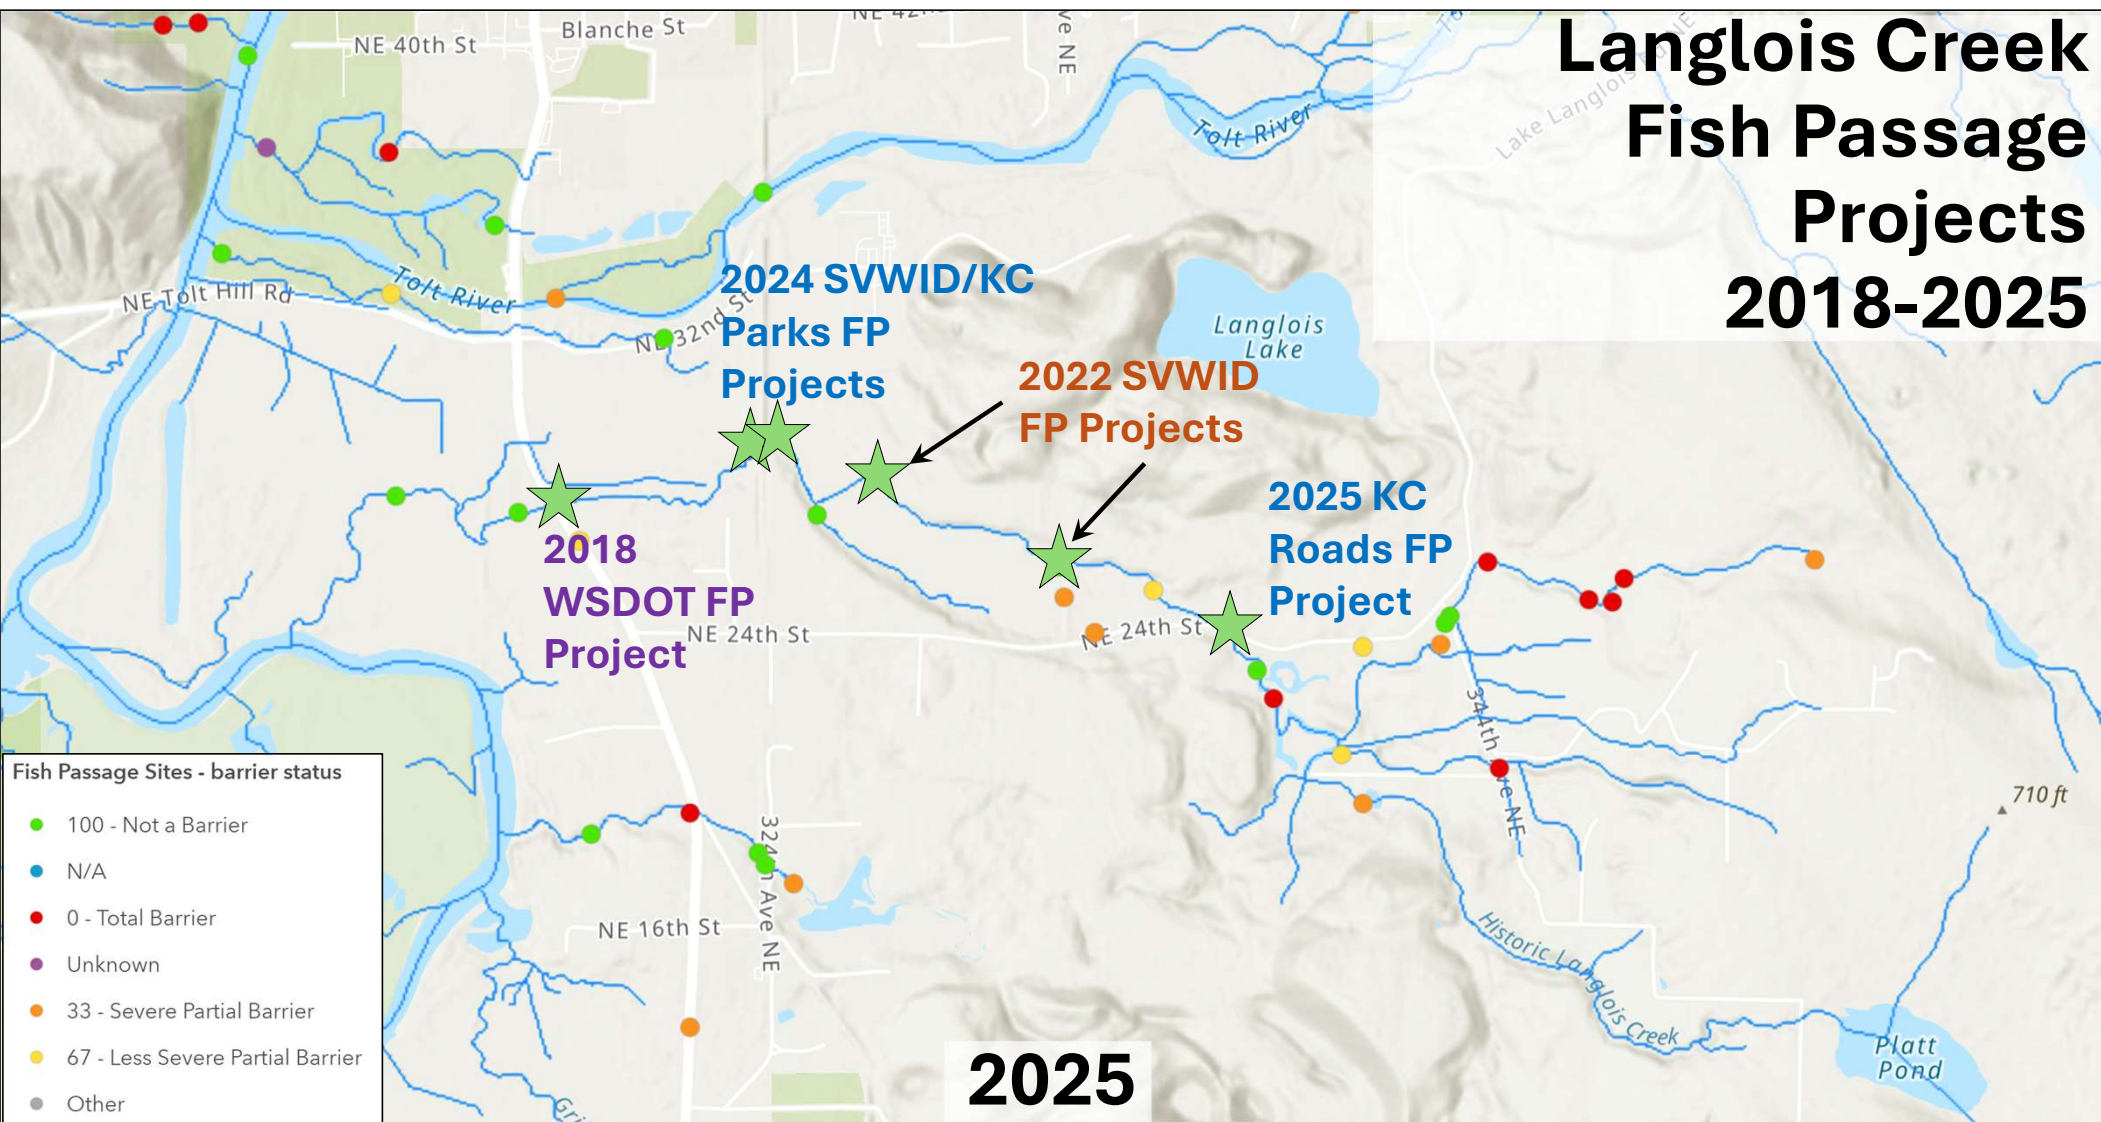 Langlois Creek
Fish Passage
Projects
2018-2025
NE 40th St
Blanche St
ve NE
Tolt River
Lake Langlois
NE
NE Tolt Hill Rd
Tolt River
NE 32nd St
2024 SVWID/KC
Parks FP
Projects
Langlois
Lake
2022 SVWID
FP Projects
2025 KC
Roads FP
Project
2018
WSDOT FP
Project
NE 24th St
NE 24th St
344th Ave NE
710 ft
324th Ave NE
NE 16th St
Historic Langlois Creek
Platt
Pond
2025
Fish Passage Sites - barrier status
100 - Not a Barrier
N/A
0 - Total Barrier
Unknown
33 - Severe Partial Barrier
67 - Less Severe Partial Barrier
Other